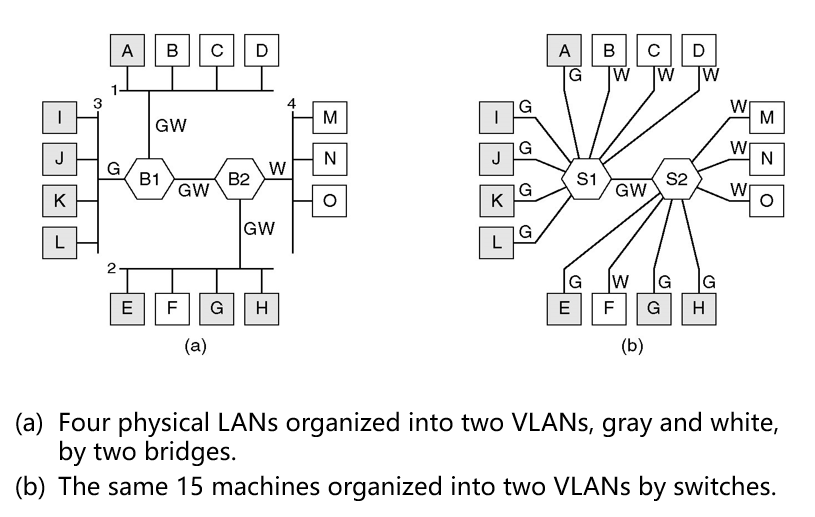 A B C D
1
3 4
I GW M
J G B1 GW B2 W N
K O
L GW
2
E F G H
(a)
A B C D
G W W W
I G W M
J G S1 GW S2 W N
K G W O
L G
G W G G
E F G H
(b)
(a) Four physical LANs organized into two VLANs, gray and white,
by two bridges.
(b) The same 15 machines organized into two VLANs by switches.